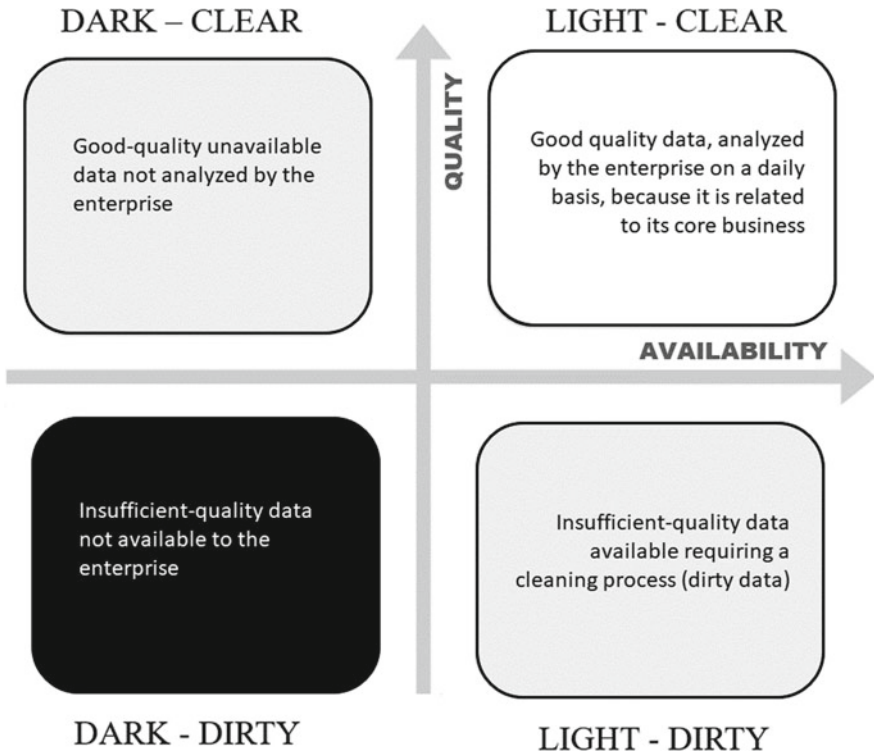 DARK – CLEAR
LIGHT - CLEAR
QUALITY
Good-quality unavailable
data not analyzed by the
enterprise
Good quality data, analyzed
by the enterprise on a daily
basis, because it is related
to its core business
AVAILABILITY
Insufficient-quality data
not available to the
enterprise
Insufficient-quality data
available requiring a
cleaning process (dirty data)
DARK - DIRTY
LIGHT - DIRTY